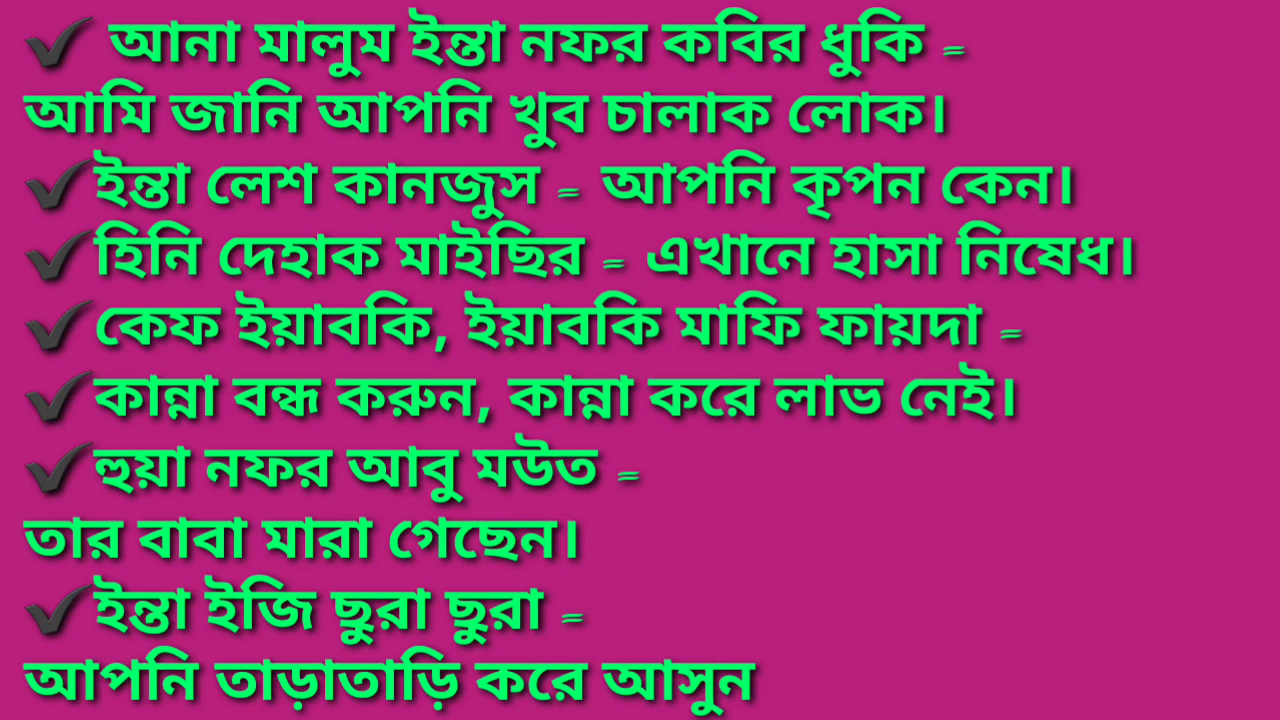 ✔ আনা মালুম ইন্তা নফর কবির ধুকি =
আমি জানি আপনি খুব চালাক লোক।
✔ইন্তা লেশ কানজুস = আপনি কৃপন কেন।
✔হিনি দেহাক মাইছির = এখানে হাসা নিষেধ।
✔কেফ ইয়াবকি, ইয়াবকি মাফি ফায়দা =
✔কান্না বন্ধ করুন, কান্না করে লাভ নেই।
✔হুয়া নফর আবু মউত =
তার বাবা মারা গেছেন।
✔ইন্তা ইজি ছুরা ছুরা =
আপনি তাড়াতাড়ি করে আসুন